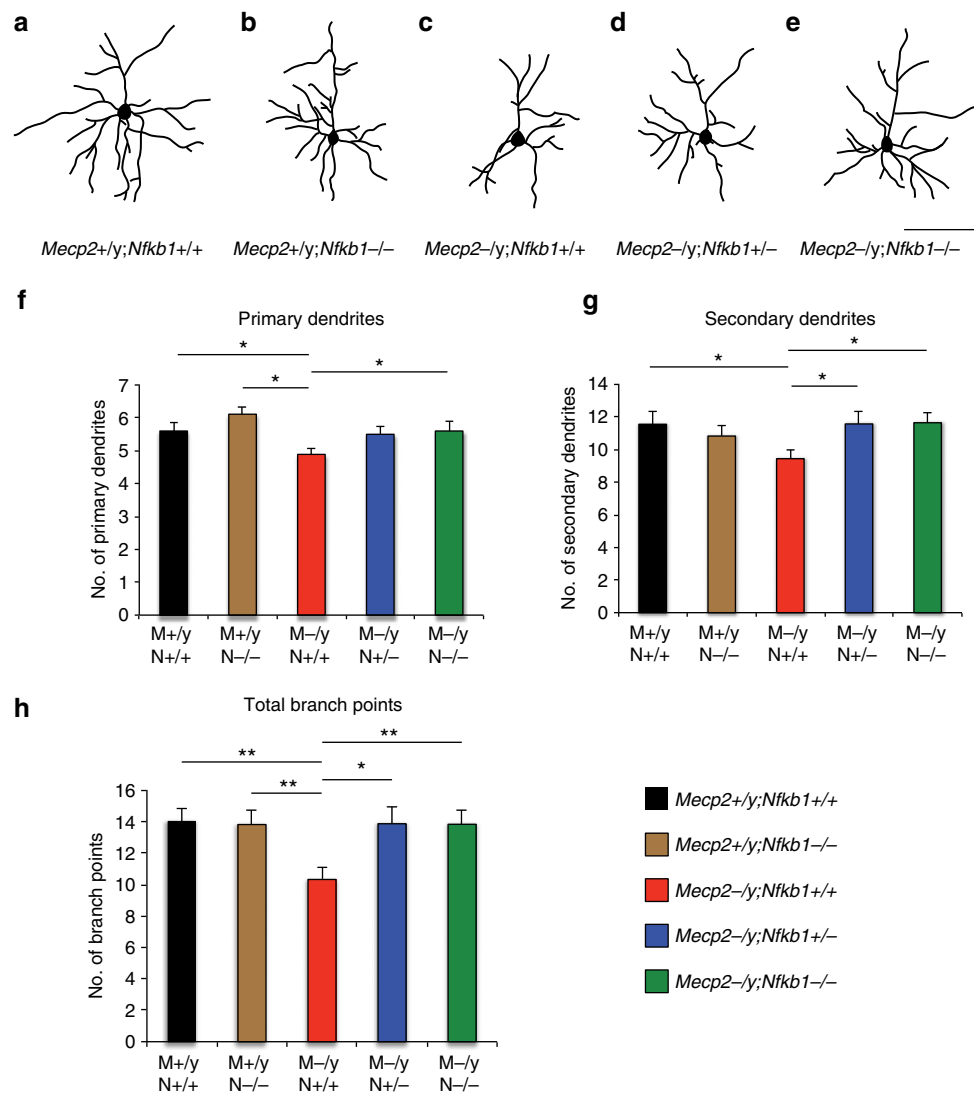 a
b
c
d
e
Mecp2+/y;Nfkb1+/+
Mecp2+/y;Nfkb1−/−
Mecp2−/y;Nfkb1+/+
Mecp2−/y;Nfkb1+/−
Mecp2−/y;Nfkb1−/−
f
Primary dendrites
*
*
*
No. of primary dendrites
7
6
5
4
3
2
1
0
M+/y
N+/+
M+/y
N−/−
M−/y
N+/+
M−/y
N+/−
M−/y
N−/−
g
Secondary dendrites
*
*
*
No. of secondary dendrites
14
12
10
8
6
4
2
0
M+/y
N+/+
M+/y
N−/−
M−/y
N+/+
M−/y
N+/−
M−/y
N−/−
h
Total branch points
**
**
**
*
No. of branch points
16
14
12
10
8
6
4
2
0
M+/y
N+/+
M+/y
N−/−
M−/y
N+/+
M−/y
N+/−
M−/y
N−/−
Mecp2+/y;Nfkb1+/+
Mecp2+/y;Nfkb1−/−
Mecp2−/y;Nfkb1+/+
Mecp2−/y;Nfkb1+/−
Mecp2−/y;Nfkb1−/−